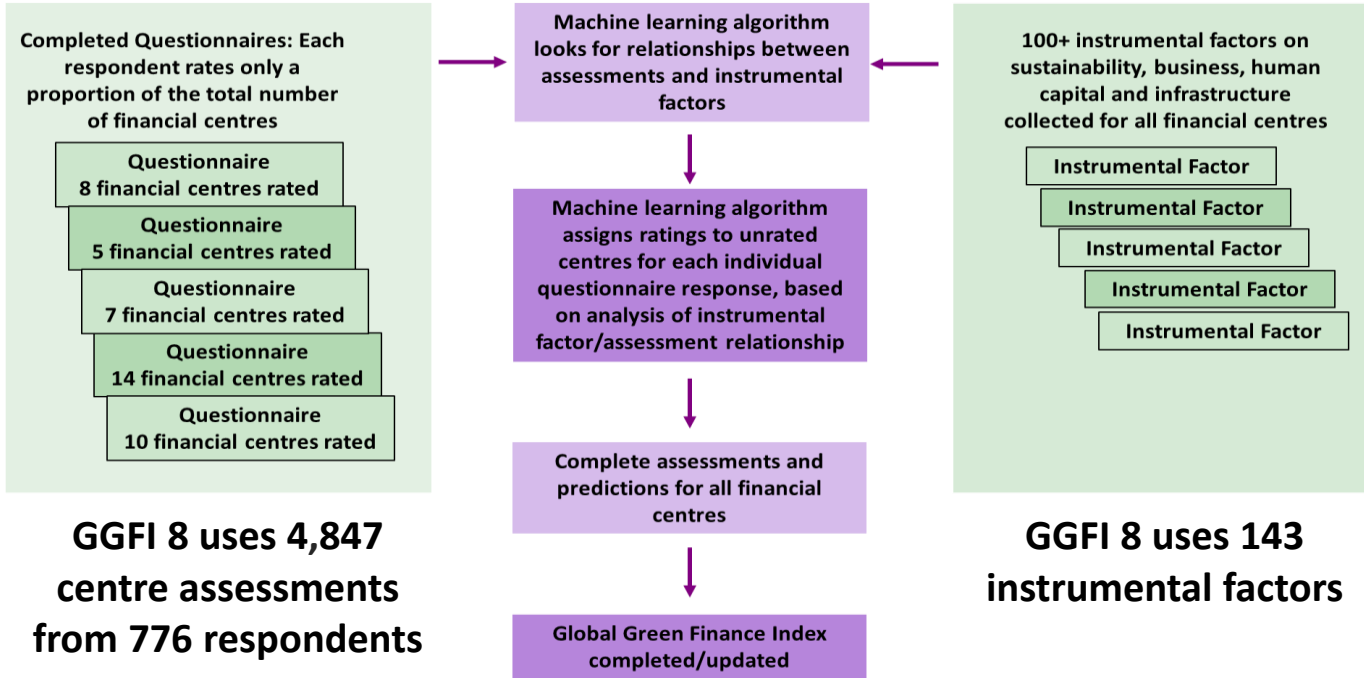 Completed Questionnaires: Each
respondent rates only a
proportion of the total number
of financial centres
Questionnaire
8 financial centres rated
Questionnaire
5 financial centres rated
Questionnaire
7 financial centres rated
Questionnaire
14 financial centres rated
Questionnaire
10 financial centres rated
GGFI 8 uses 4,847
centre assessments
from 776 respondents
Machine learning algorithm
looks for relationships between
assessments and instrumental
factors
Machine learning algorithm
assigns ratings to unrated
centres for each individual
questionnaire response, based
on analysis of instrumental
factor/assessment relationship
Complete assessments and
predictions for all financial
centres
Global Green Finance Index
completed/updated
100+ instrumental factors on
sustainability, business, human
capital and infrastructure
collected for all financial centres
Instrumental Factor
Instrumental Factor
Instrumental Factor
Instrumental Factor
Instrumental Factor
GGFI 8 uses 143
instrumental factors